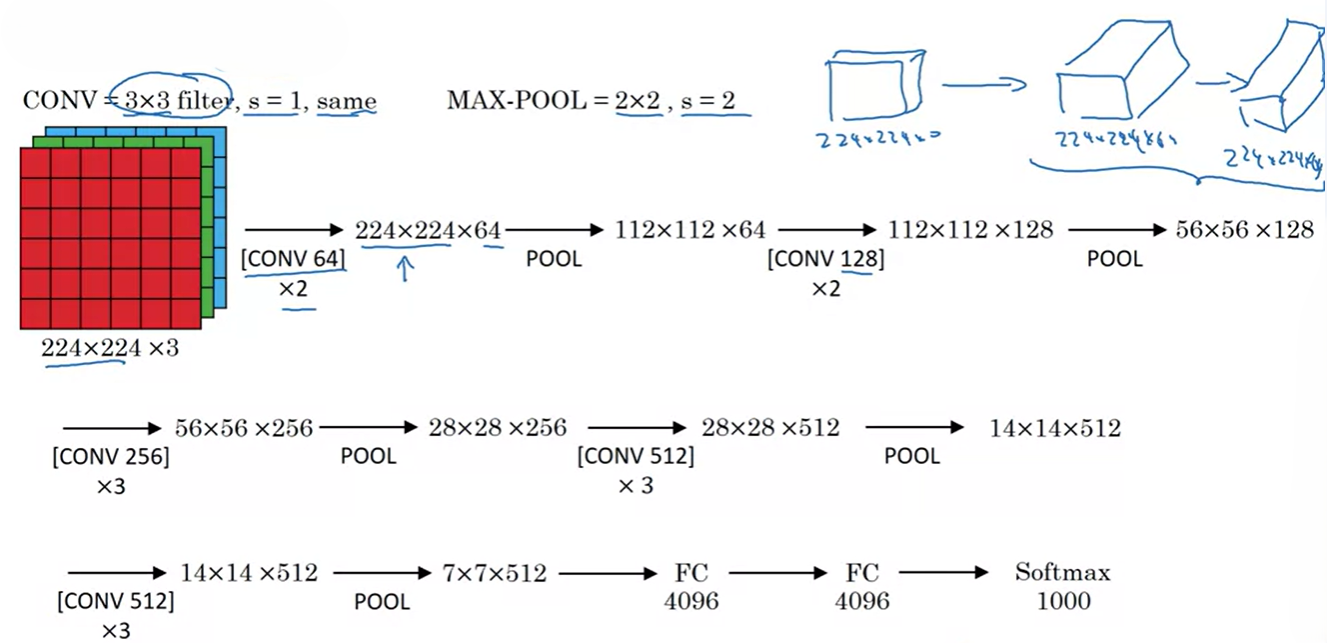 CONV = 3×3 filter, s = 1, same
MAX-POOL = 2×2 , s = 2
224×224×3
224×224×64
224×224×64
224×224 ×3
[CONV 64]
×2
224×224×64
POOL
112×112 ×64
[CONV 128]
×2
112×112 ×128
POOL
56×56 ×128
[CONV 256]
×3
56×56 ×256
POOL
28×28 ×256
[CONV 512]
× 3
28×28 ×512
POOL
14×14×512
[CONV 512]
×3
14×14 ×512
POOL
7×7×512
FC
4096
FC
4096
Softmax
1000